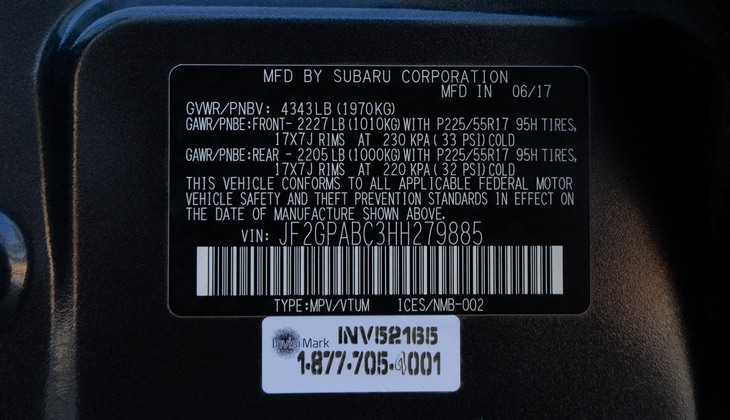 MFD BY SUBARU CORPORATION
MFD IN 06/17
GVWR/PNBV: 4343LB (1970KG)
GAWR/PNBE:FRONT- 2227 LB (1010KG) WITH P225/55R17 95H TIRES,
17X7J RIMS AT 230 KPA (33 PSI) COLD
GAWR/PNBE:REAR - 2205 LB (1000KG) WITH P225/55R17 95H TIRES,
17X7J RIMS AT 220 KPA (32 PSI) COLD
THIS VEHICLE CONFORMS TO ALL APPLICABLE FEDERAL MOTOR
VEHICLE SAFETY AND THEFT PREVENTION STANDARDS IN EFFECT ON
THE DATE OF MANUFACTURE SHOWN ABOVE.
VIN: JF2GPABC3HH279885
TYPE:MPV/VTUM ICES/NMB-002
InVis Mark INV52165
1-877-705-9001